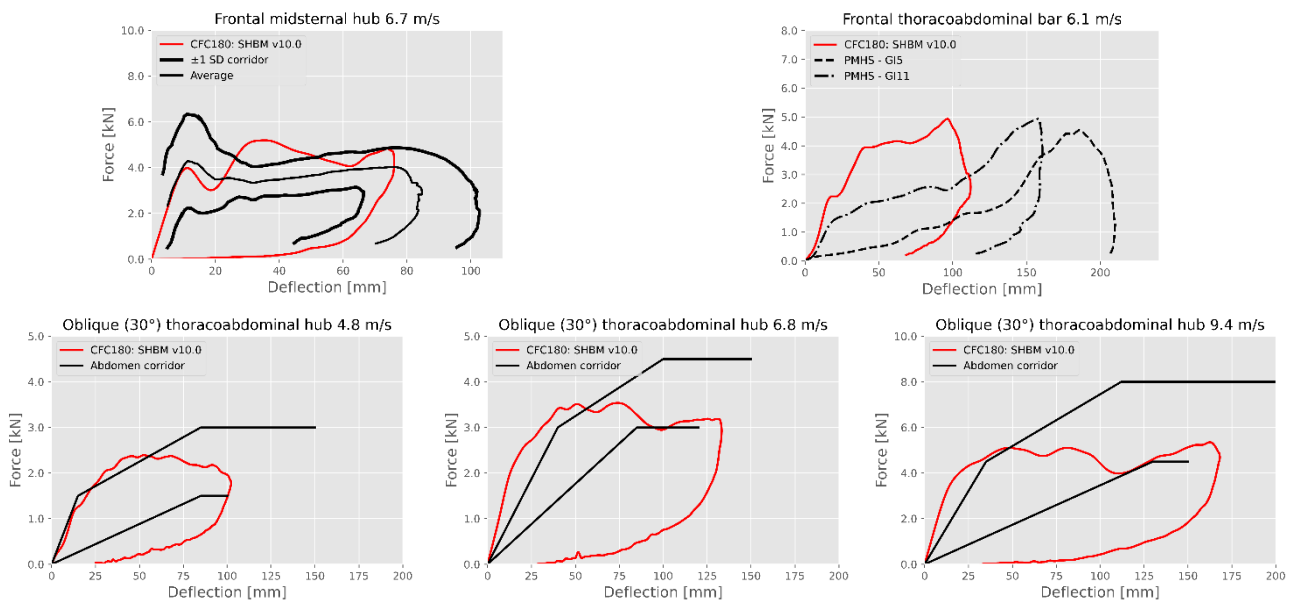 Frontal midsternal hub 6.7 m/s
CFC180: SHBM v10.0
±1 SD corridor
Average
10.0
8.0
6.0
4.0
2.0
0.0
Force [kN]
0 20 40 60 80 100
Deflection [mm]
Frontal thoracoabdominal bar 6.1 m/s
CFC180: SHBM v10.0
PMHS - GI5
PMHS - GI11
8.0
7.0
6.0
5.0
4.0
3.0
2.0
1.0
0.0
Force [kN]
0 50 100 150 200
Deflection [mm]
Oblique (30°) thoracoabdominal hub 4.8 m/s
CFC180: SHBM v10.0
Abdomen corridor
5.0
4.0
3.0
2.0
1.0
0.0
Force [kN]
0 25 50 75 100 125 150 175 200
Deflection [mm]
Oblique (30°) thoracoabdominal hub 6.8 m/s
CFC180: SHBM v10.0
Abdomen corridor
5.0
4.0
3.0
2.0
1.0
0.0
Force [kN]
0 25 50 75 100 125 150 175 200
Deflection [mm]
Oblique (30°) thoracoabdominal hub 9.4 m/s
CFC180: SHBM v10.0
Abdomen corridor
10.0
8.0
6.0
4.0
2.0
0.0
Force [kN]
0 25 50 75 100 125 150 175 200
Deflection [mm]